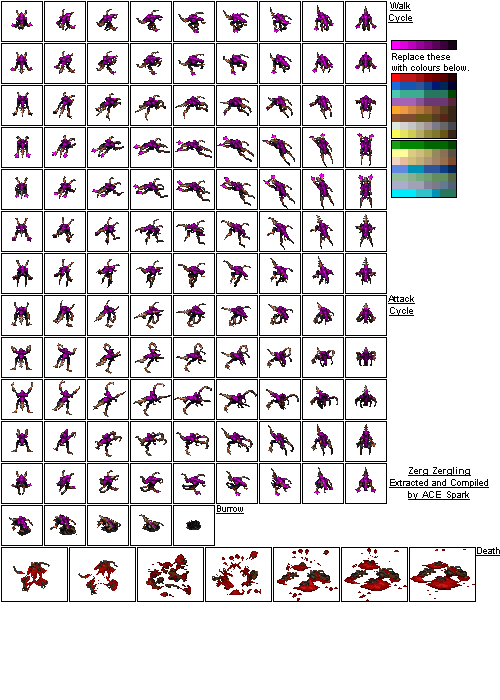 Walk
Cycle
Replace these
with colours below.
Attack
Cycle
Zerg Zergling
Extracted and Compiled
by ACE_Spark
Burrow
Death